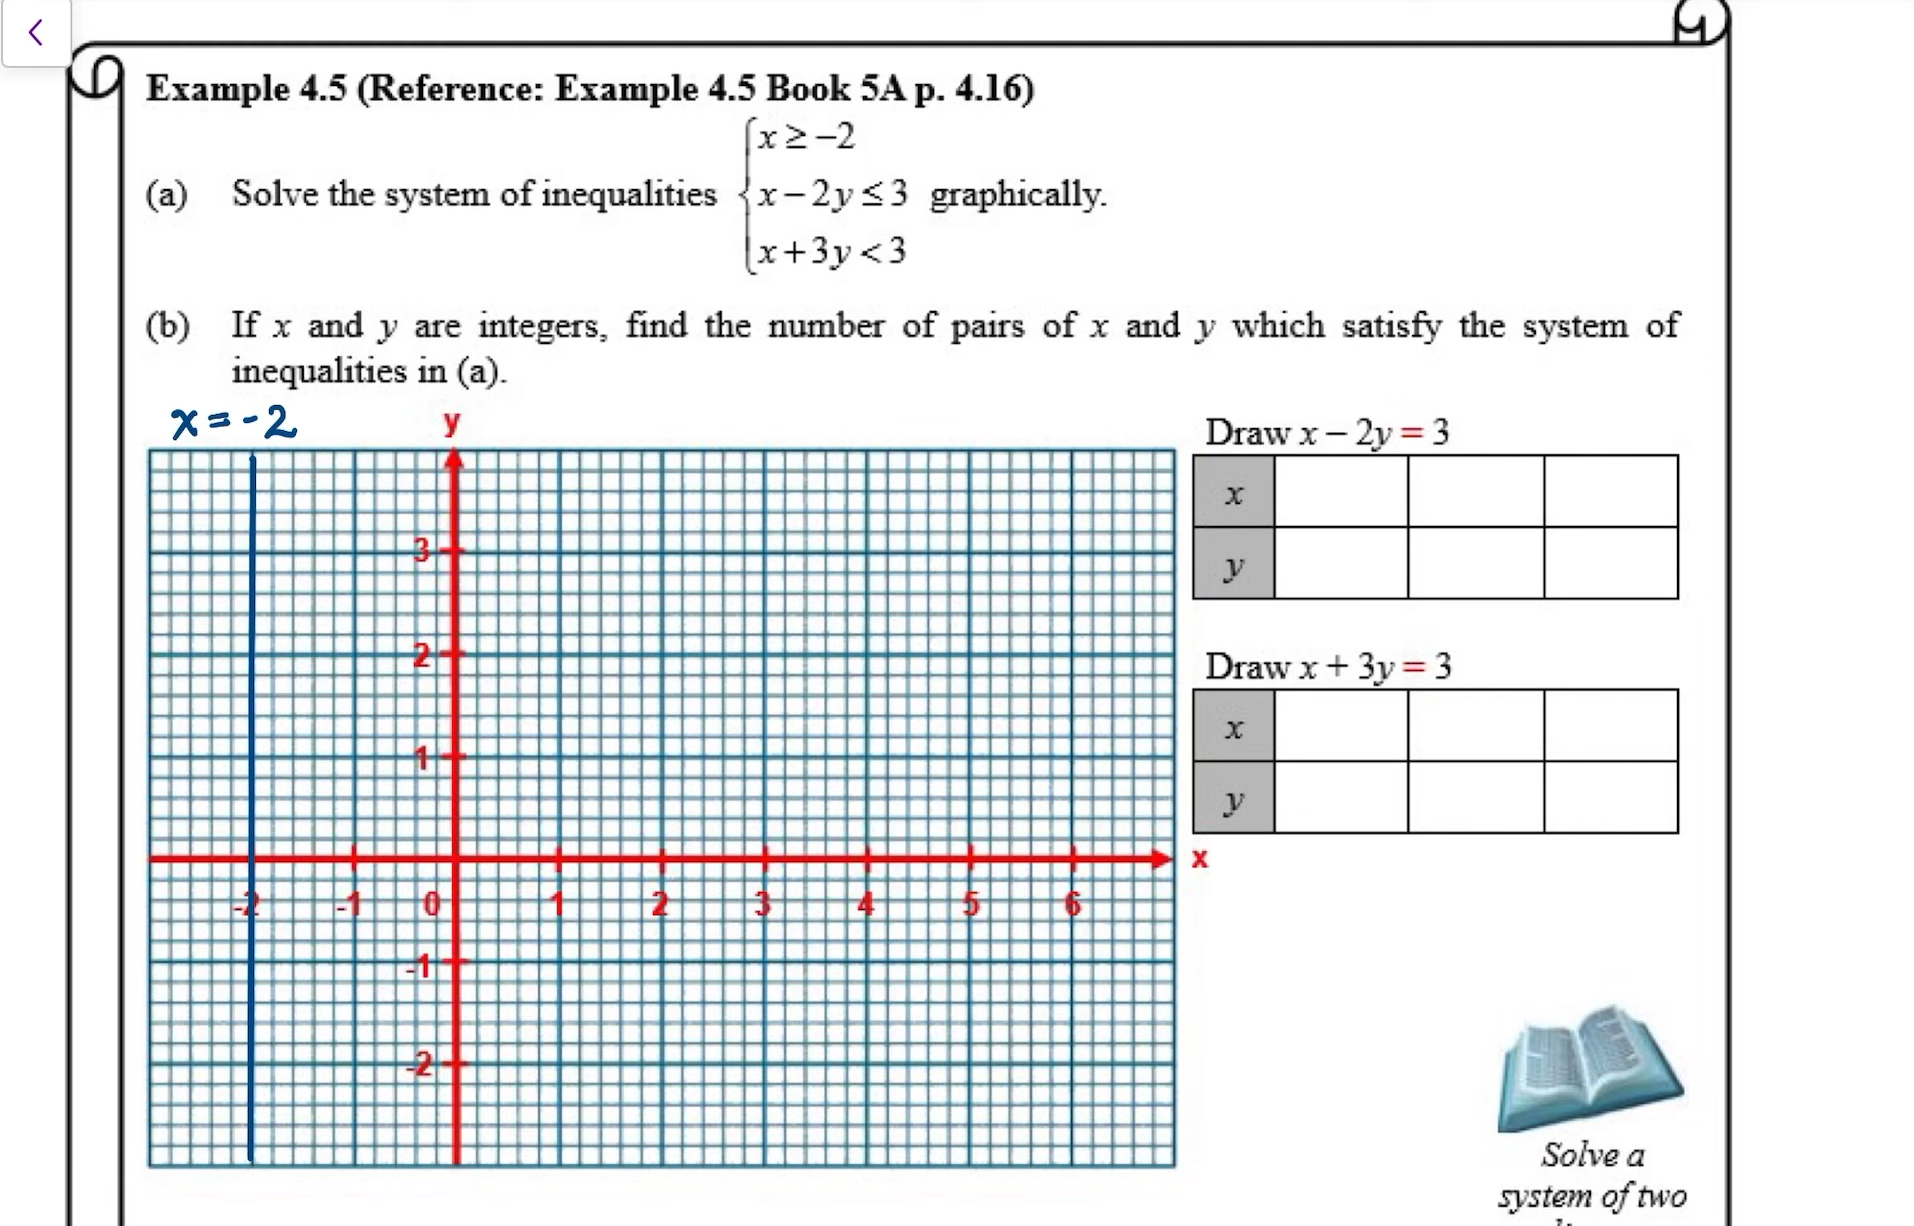 Example 4.5 (Reference: Example 4.5 Book 5A p. 4.16)
x ≥ −2
(a) Solve the system of inequalities x − 2y ≤ 3 graphically.
x + 3y < 3
(b) If x and y are integers, find the number of pairs of x and y which satisfy the system of
inequalities in (a).
x = -2
y
Draw x − 2y = 3
x
y
3
2
1
Draw x + 3y = 3
x
y
x
-2 -1 0 1 2 3 4 5 6
-1
-2
Solve a
system of two